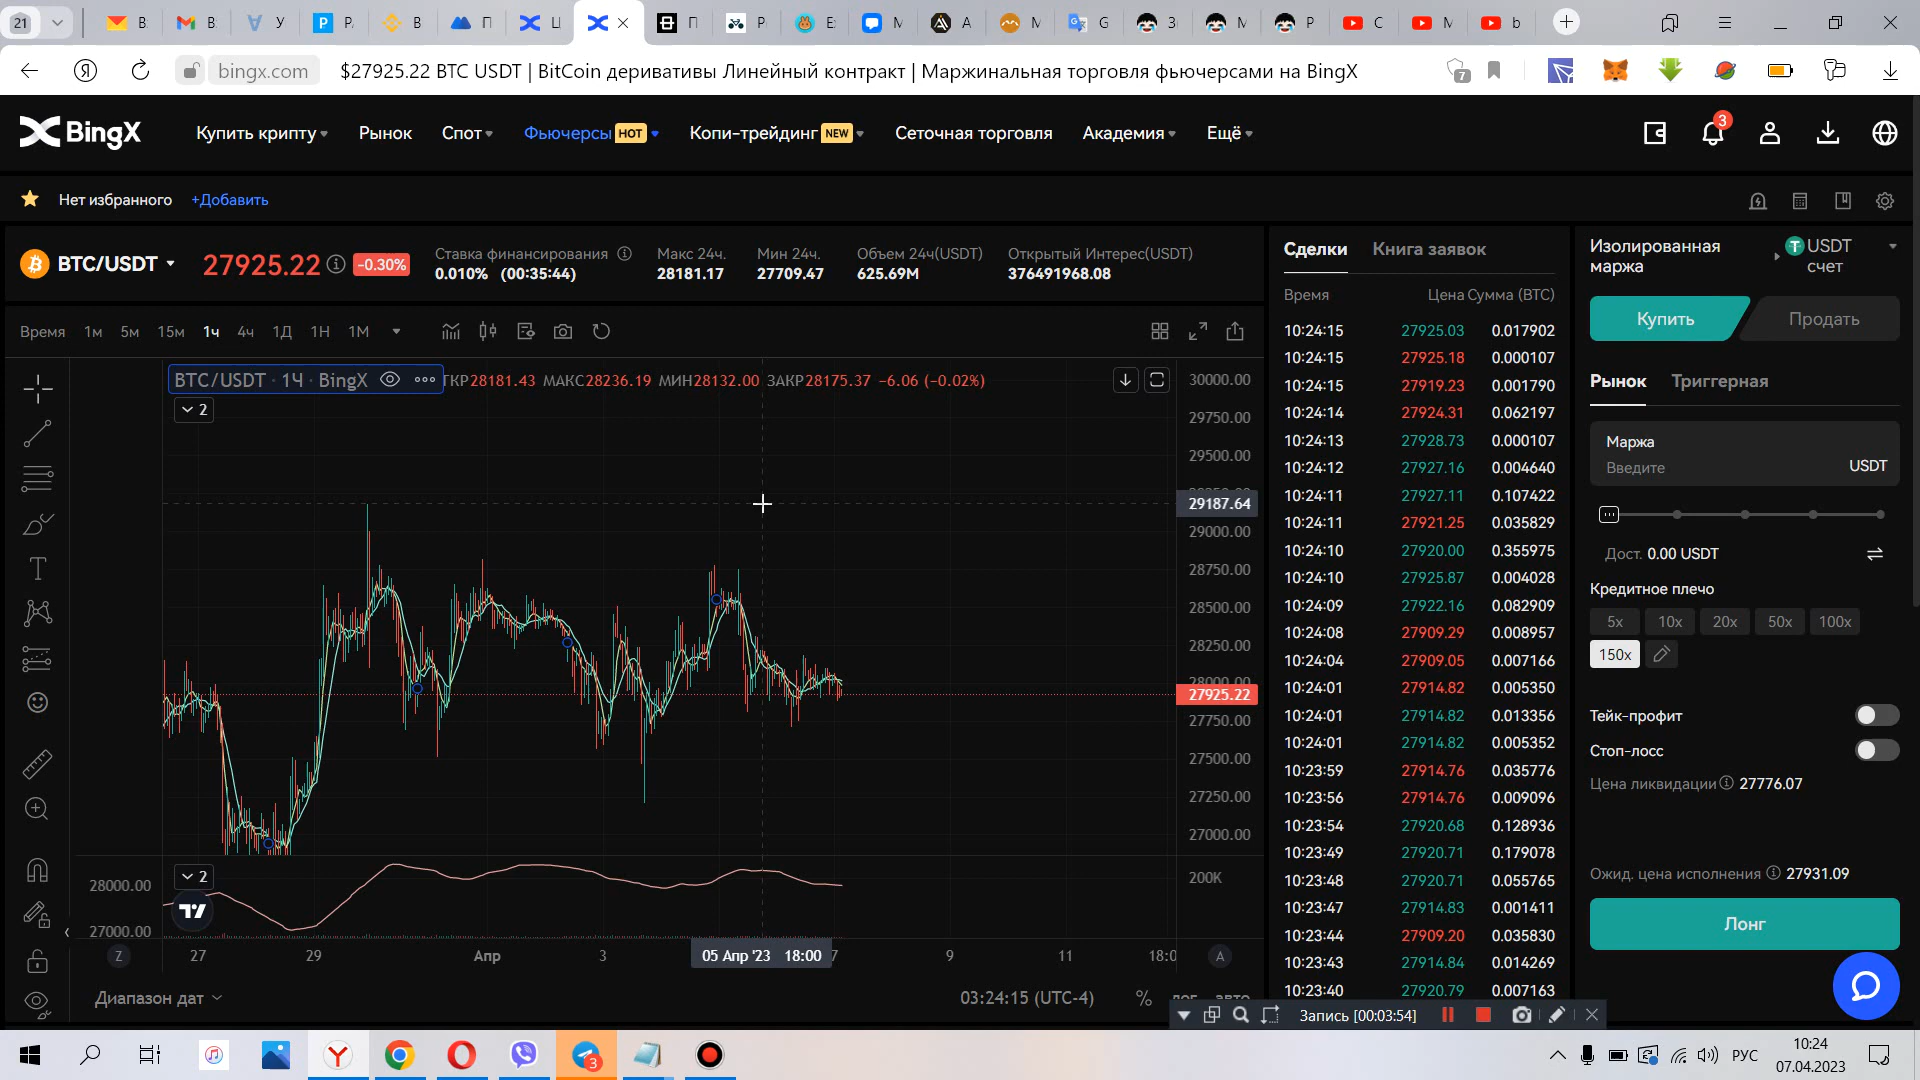 21 В В У Р В П Ц П Р Е М А М G З М Р С М b
bingx.com $27925.22 BTC USDT | BitCoin деривативы Линейный контракт | Маржинальная торговля фьючерсами на BingX 7
BingX Купить крипту Рынок Спот Фьючерсы HOT Копи-трейдинг NEW Сеточная торговля Академия Ещё 3
Нет избранного +Добавить
BTC/USDT 27925.22 -0.30%
Ставка финансирования Макс 24ч. Мин 24ч. Объем 24ч(USDT) Открытый Интерес(USDT)
0.010% (00:35:44) 28181.17 27709.47 625.69M 376491968.08
Время 1м 5м 15м 1ч 4ч 1Д 1Н 1М
BTC/USDT · 1Ч · BingX ТКР28181.43 МАКС28236.19 МИН28132.00 ЗАКР28175.37 -6.06 (-0.02%)
2
30000.00
29750.00
29500.00
29187.64
29000.00
28750.00
28500.00
28250.00
28000.00
27925.22
27750.00
27500.00
27250.00
27000.00
2
28000.00
27000.00
200K
Z 27 29 Апр 3 05 Апр '23 18:00 7 9 11 18:0 A
Диапазон дат 03:24:15 (UTC-4) % лог авто
Сделки Книга заявок
Время Цена Сумма (BTC)
10:24:15 27925.03 0.017902
10:24:15 27925.18 0.000107
10:24:15 27919.23 0.001790
10:24:14 27924.31 0.062197
10:24:13 27928.73 0.000107
10:24:12 27927.16 0.004640
10:24:11 27927.11 0.107422
10:24:11 27921.25 0.035829
10:24:10 27920.00 0.355975
10:24:10 27925.87 0.004028
10:24:09 27922.16 0.082909
10:24:08 27909.29 0.008957
10:24:04 27909.05 0.007166
10:24:01 27914.82 0.005350
10:24:01 27914.82 0.013356
10:24:01 27914.82 0.005352
10:23:59 27914.76 0.035776
10:23:56 27914.76 0.009096
10:23:54 27920.68 0.128936
10:23:49 27920.71 0.179078
10:23:48 27920.71 0.055765
10:23:47 27914.83 0.001411
10:23:44 27909.20 0.035830
10:23:43 27914.84 0.014269
10:23:40 27920.79 0.007163
Изолированная маржа
USDT счет
Купить Продать
Рынок Триггерная
Маржа
Введите USDT
Дост. 0.00 USDT
Кредитное плечо
5x 10x 20x 50x 100x
150x
Тейк-профит
Стоп-лосс
Цена ликвидации 27776.07
Ожид. цена исполнения 27931.09
Лонг
Запись [00:03:54]
3
РУС
10:24
07.04.2023